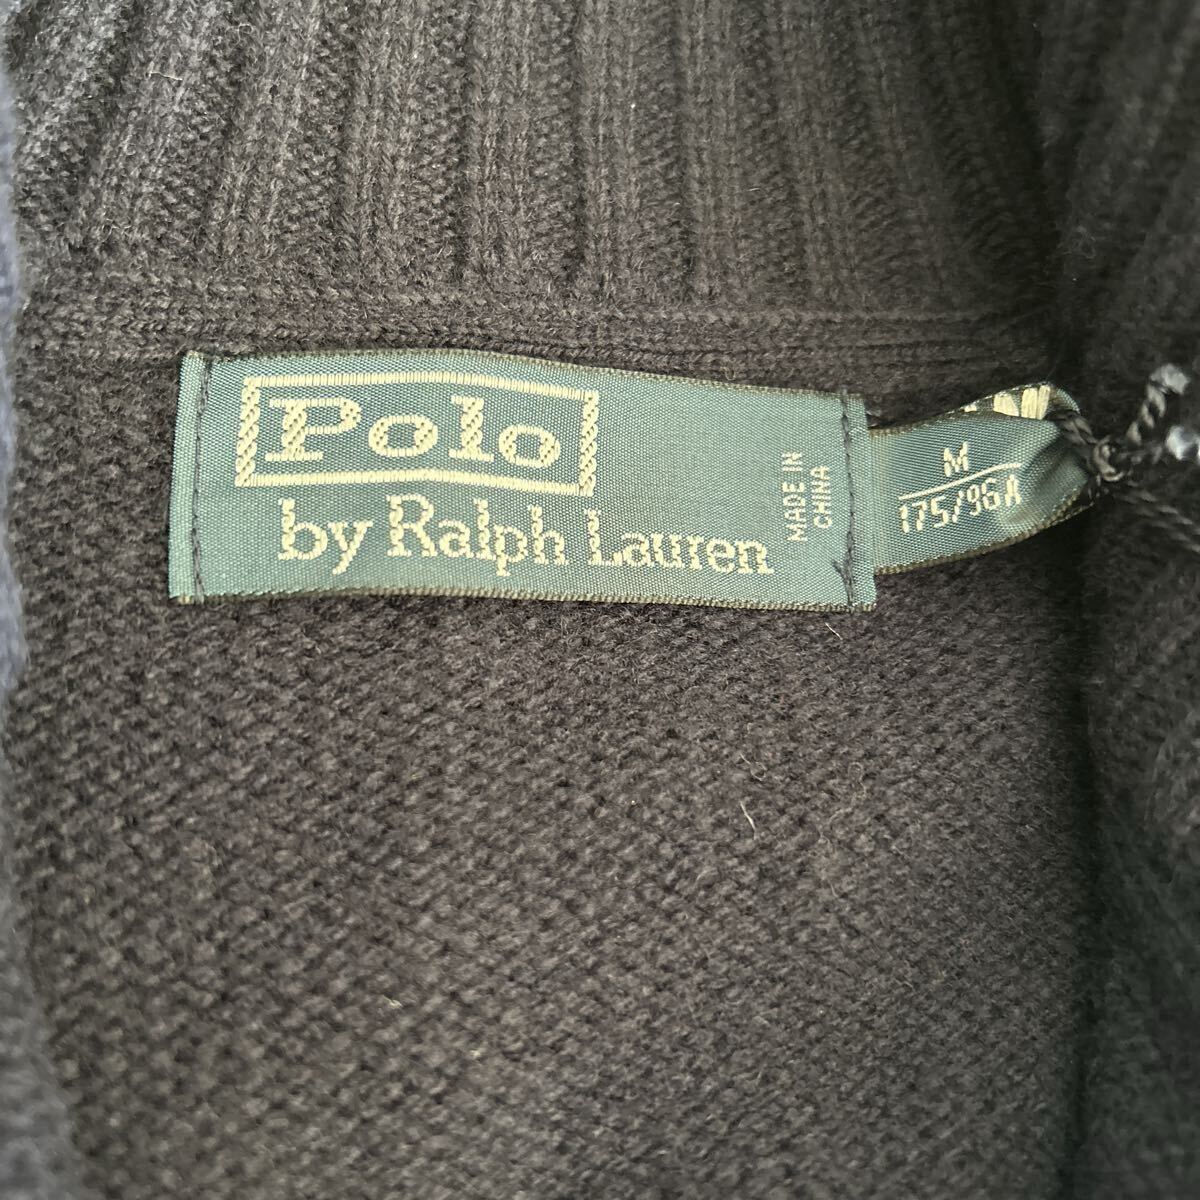 Polo
by Ralph Lauren
MADE IN
CHINA
M
175/96A